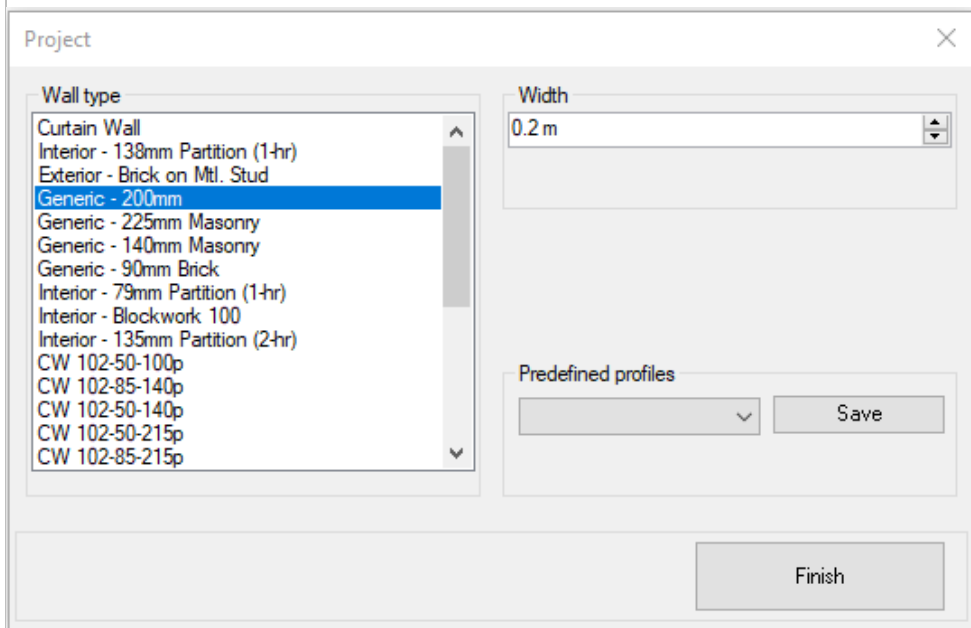 Project
Wall type
Curtain Wall
Interior - 138mm Partition (1-hr)
Exterior - Brick on Mtl. Stud
Generic - 200mm
Generic - 225mm Masonry
Generic - 140mm Masonry
Generic - 90mm Brick
Interior - 79mm Partition (1-hr)
Interior - Blockwork 100
Interior - 135mm Partition (2-hr)
CW 102-50-100p
CW 102-85-140p
CW 102-50-140p
CW 102-50-215p
CW 102-85-215p
Width
0.2 m
Predefined profiles
Save
Finish